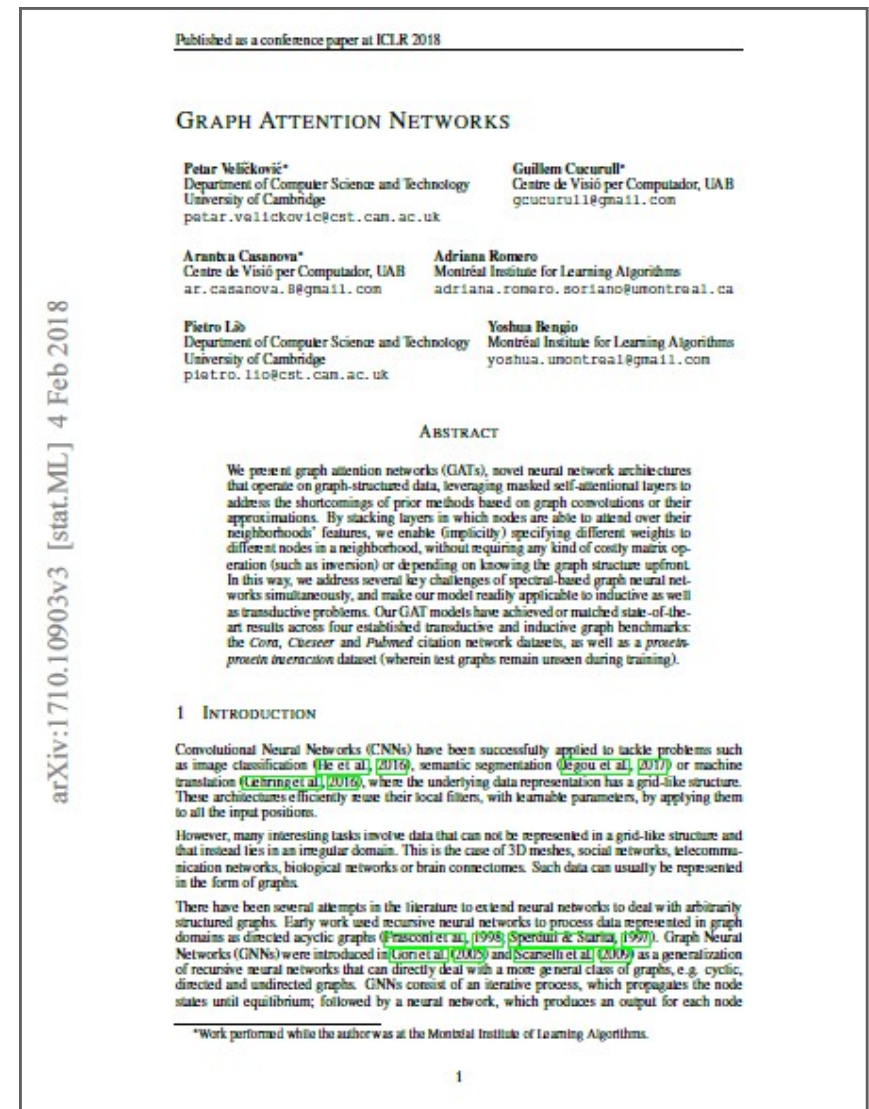 Published as a conference paper at ICLR 2018
GRAPH ATTENTION NETWORKS
Petar Veličković*
Department of Computer Science and Technology
University of Cambridge
petar.velickovic@cst.cam.ac.uk
Guillem Cucurull*
Centre de Visió per Computador, UAB
gcucurull@gmail.com
Arantxa Casanova*
Centre de Visió per Computador, UAB
ar.casanova.8@gmail.com
Adriana Romero
Montréal Institute for Learning Algorithms
adriana.romero.soriano@umontreal.ca
Pietro Liò
Department of Computer Science and Technology
University of Cambridge
pietro.lio@cst.cam.ac.uk
Yoshua Bengio
Montréal Institute for Learning Algorithms
yoshua.umontreal@gmail.com
ABSTRACT
We present graph attention networks (GATs), novel neural network architectures
that operate on graph-structured data, leveraging masked self-attentional layers to
address the shortcomings of prior methods based on graph convolutions or their
approximations. By stacking layers in which nodes are able to attend over their
neighborhoods' features, we enable (implicitly) specifying different weights to
different nodes in a neighborhood, without requiring any kind of costly matrix op-
eration (such as inversion) or depending on knowing the graph structure upfront.
In this way, we address several key challenges of spectral-based graph neural net-
works simultaneously, and make our model readily applicable to inductive as well
as transductive problems. Our GAT models have achieved or matched state-of-the-
art results across four established transductive and inductive graph benchmarks:
the Cora, Citeseer and Pubmed citation network datasets, as well as a protein-
protein interaction dataset (wherein test graphs remain unseen during training).
1 INTRODUCTION
Convolutional Neural Networks (CNNs) have been successfully applied to tackle problems such
as image classification (He et al., 2016), semantic segmentation (Jégou et al., 2017) or machine
translation (Gehring et al., 2016), where the underlying data representation has a grid-like structure.
These architectures efficiently reuse their local filters, with learnable parameters, by applying them
to all the input positions.
However, many interesting tasks involve data that can not be represented in a grid-like structure and
that instead lies in an irregular domain. This is the case of 3D meshes, social networks, telecommu-
nication networks, biological networks or brain connectomes. Such data can usually be represented
in the form of graphs.
There have been several attempts in the literature to extend neural networks to deal with arbitrarily
structured graphs. Early work used recursive neural networks to process data represented in graph
domains as directed acyclic graphs (Frasconi et al., 1998; Sperduti & Starita, 1997). Graph Neural
Networks (GNNs) were introduced in Gori et al. (2005) and Scarselli et al. (2009) as a generalization
of recursive neural networks that can directly deal with a more general class of graphs, e.g. cyclic,
directed and undirected graphs. GNNs consist of an iterative process, which propagates the node
states until equilibrium; followed by a neural network, which produces an output for each node
*Work performed while the author was at the Montréal Institute of Learning Algorithms.
1
arXiv:1710.10903v3 [stat.ML] 4 Feb 2018